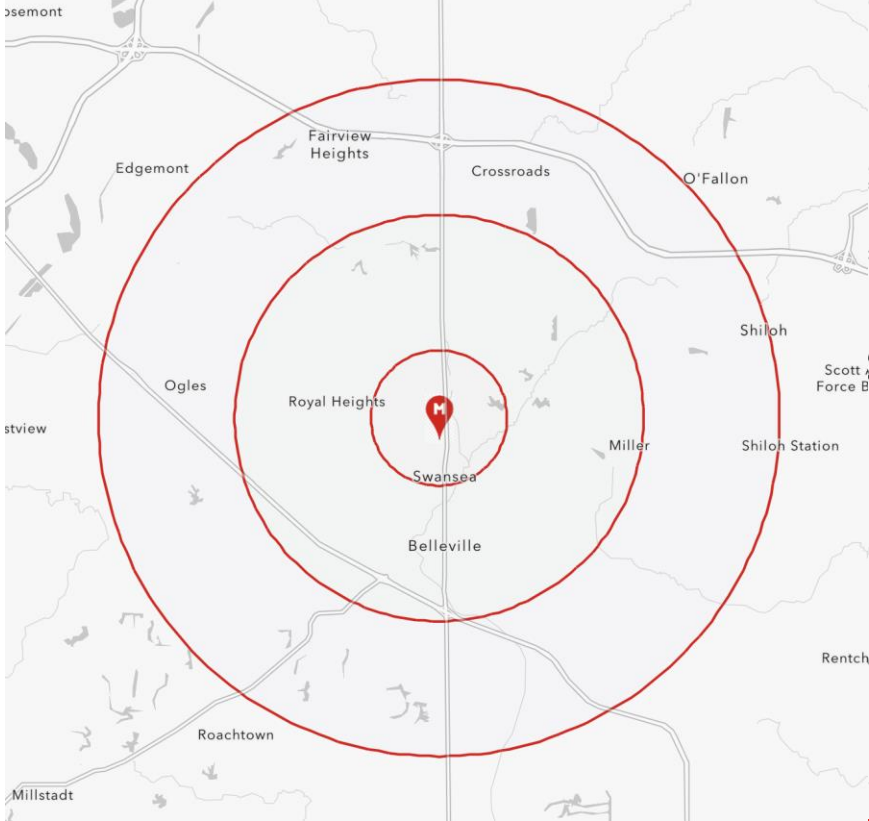 osemont
Fairview
Heights
Edgemont
Crossroads
O'Fallon
Shiloh
Scott
Force B
Ogles
Royal Heights
M
stview
Miller
Shiloh Station
Swansea
Belleville
Rentch
Roachtown
Millstadt